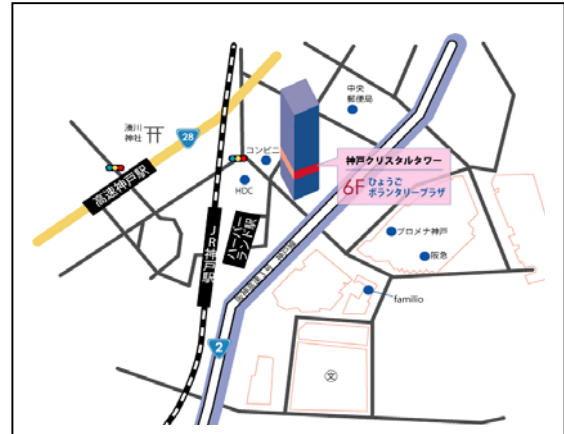 中央
郵便局
湊川
神社
28
コンビニ
神戸クリスタルタワー
6F ひょうご
ボランタリープラザ
高速神戸駅
HDC
ハーバー
ランド駅
JR神戸駅
プロメナ神戸
阪急
familio
2
文